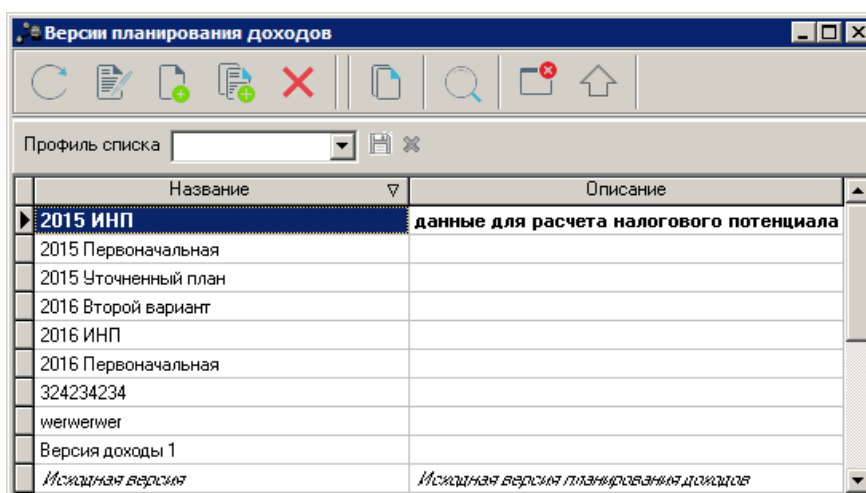 Версии планирования доходов
Профиль списка
Название Описание
2015 ИНП данные для расчета налогового потенциала
2015 Первоначальная
2015 Уточненный план
2016 Второй вариант
2016 ИНП
2016 Первоначальная
324234234
werwerwer
Версия доходы 1
Исходная версия Исходная версия планирования доходов